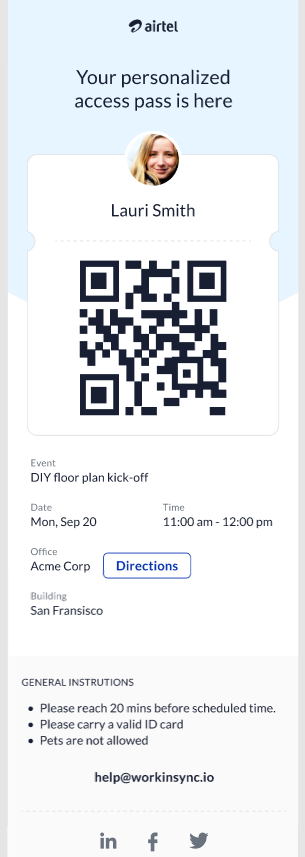 airtel
Your personalized
access pass is here
Lauri Smith
Event
DIY floor plan kick-off
Date
Time
Mon, Sep 20
11:00 am - 12:00 pm
Office
Acme Corp
Directions
Building
San Fransisco
GENERAL INSTRUTIONS
• Please reach 20 mins before scheduled time.
• Please carry a valid ID card
• Pets are not allowed
help@workinsync.io